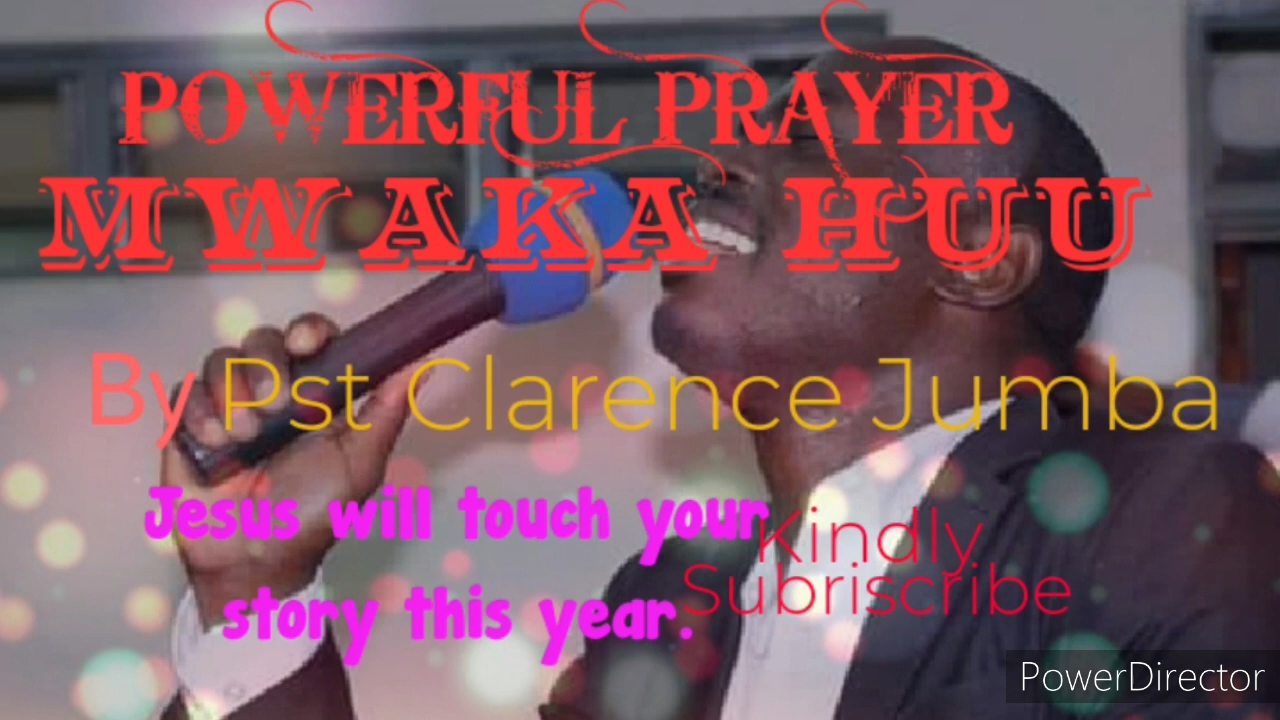 POWERFUL PRAYER
MWAKA HUU
By Pst Clarence Jumba
Jesus will touch your
story this year.
Kindly
Subriscribe
PowerDirector